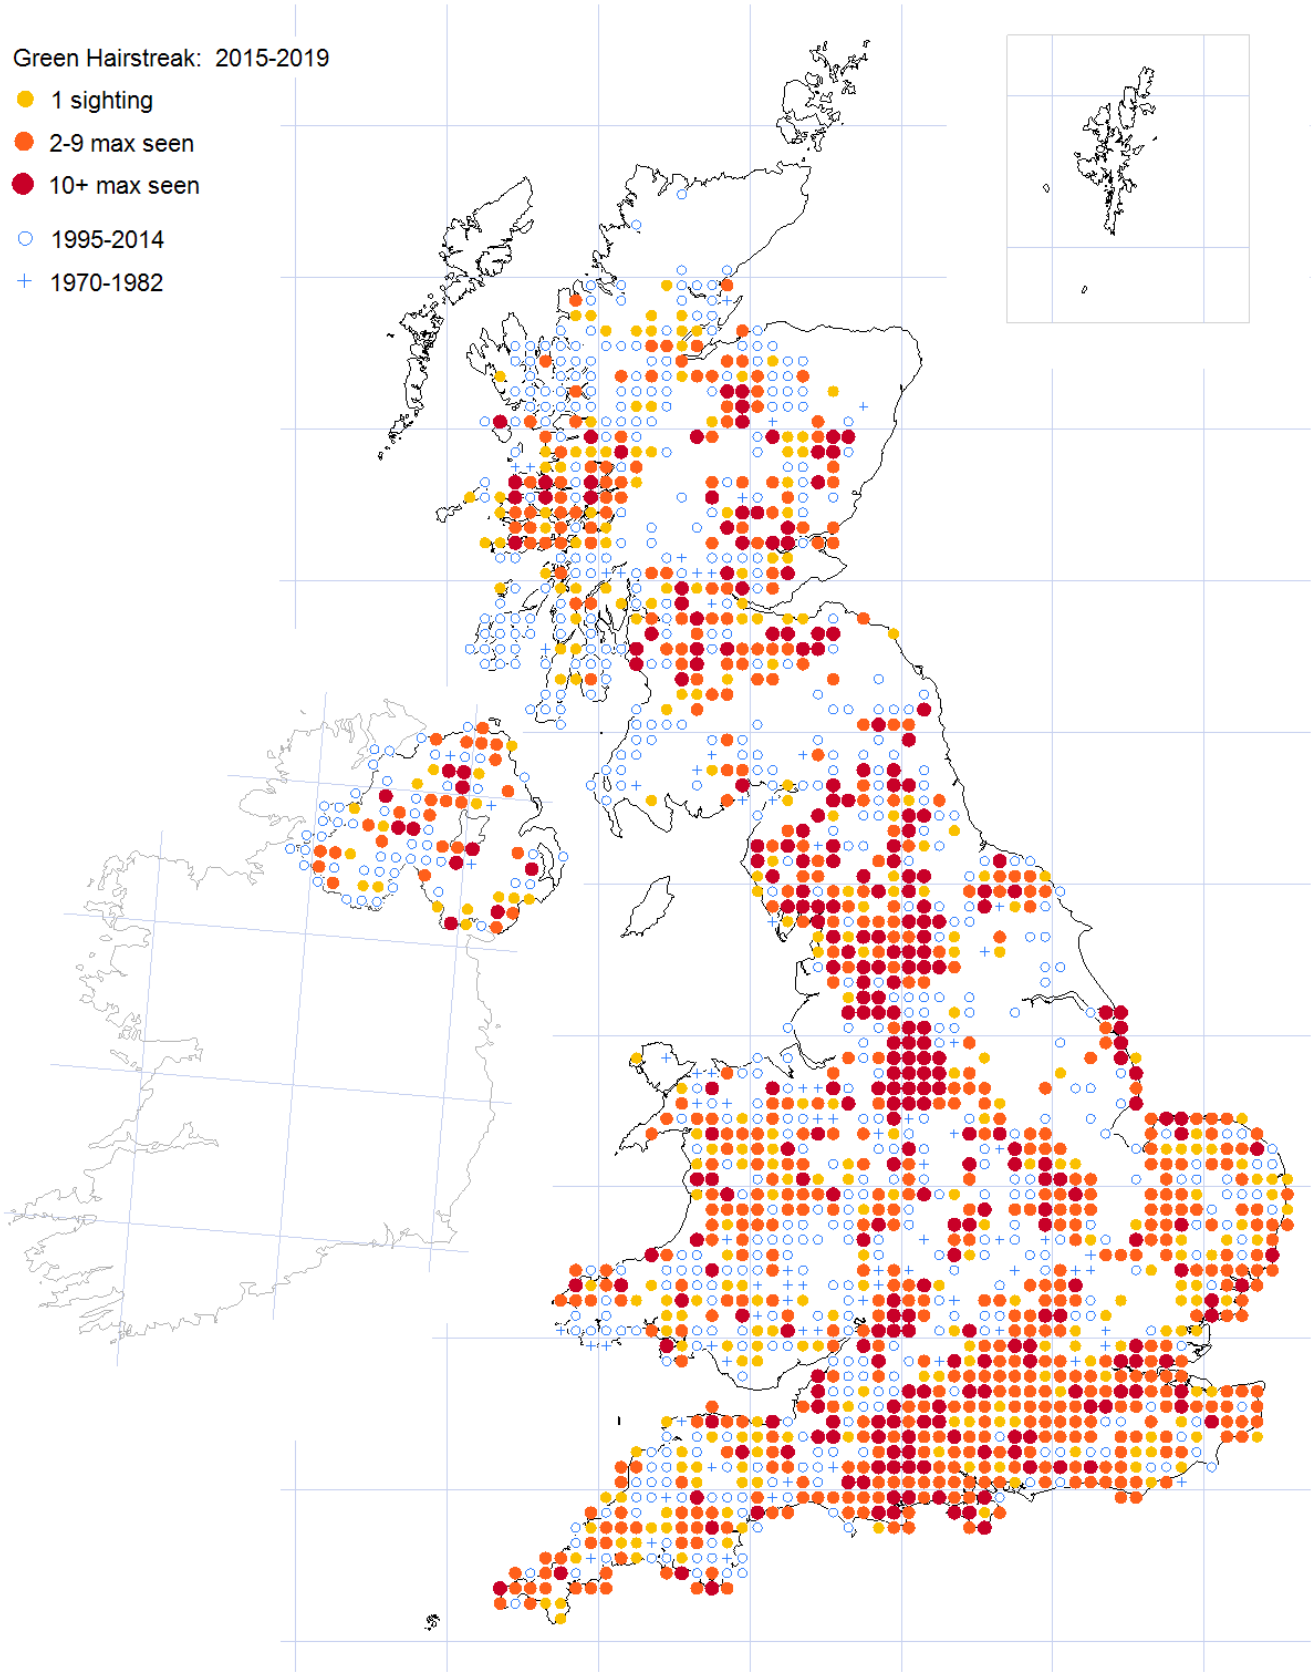 Green Hairstreak: 2015-2019
1 sighting
2-9 max seen
10+ max seen
1995-2014
1970-1982